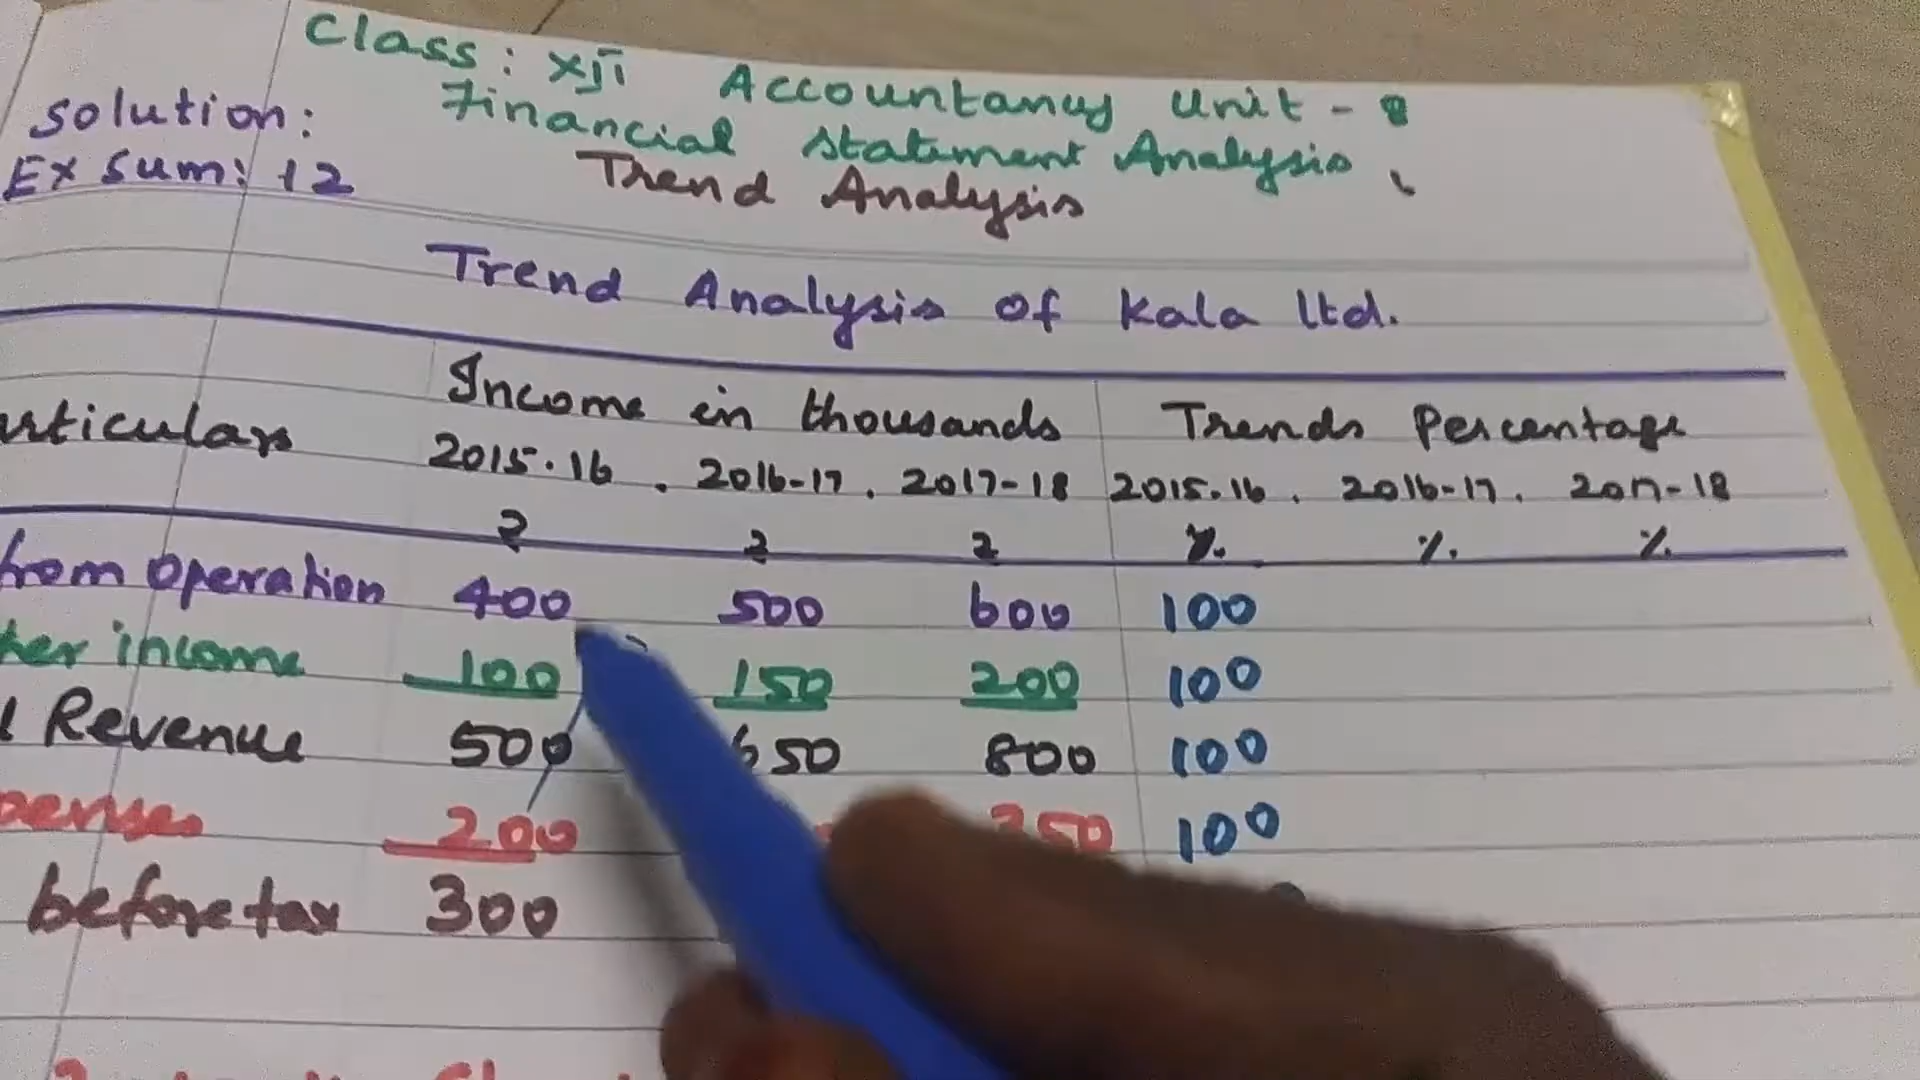 Class: XII Accountancy Unit - 8
Solution: Financial Statement Analysis
Ex Sum: 12 Trend Analysis
Trend Analysis of Kala Ltd.
Income in thousands Trends Percentage
articulars 2015-16 2016-17 2017-18 2015-16 2016-17 2017-18
₹ ₹ ₹ % % %
from operation 400 500 600 100
her income 100 150 200 100
l Revenue 500 650 800 100
penses 200 350 100
before tax 300